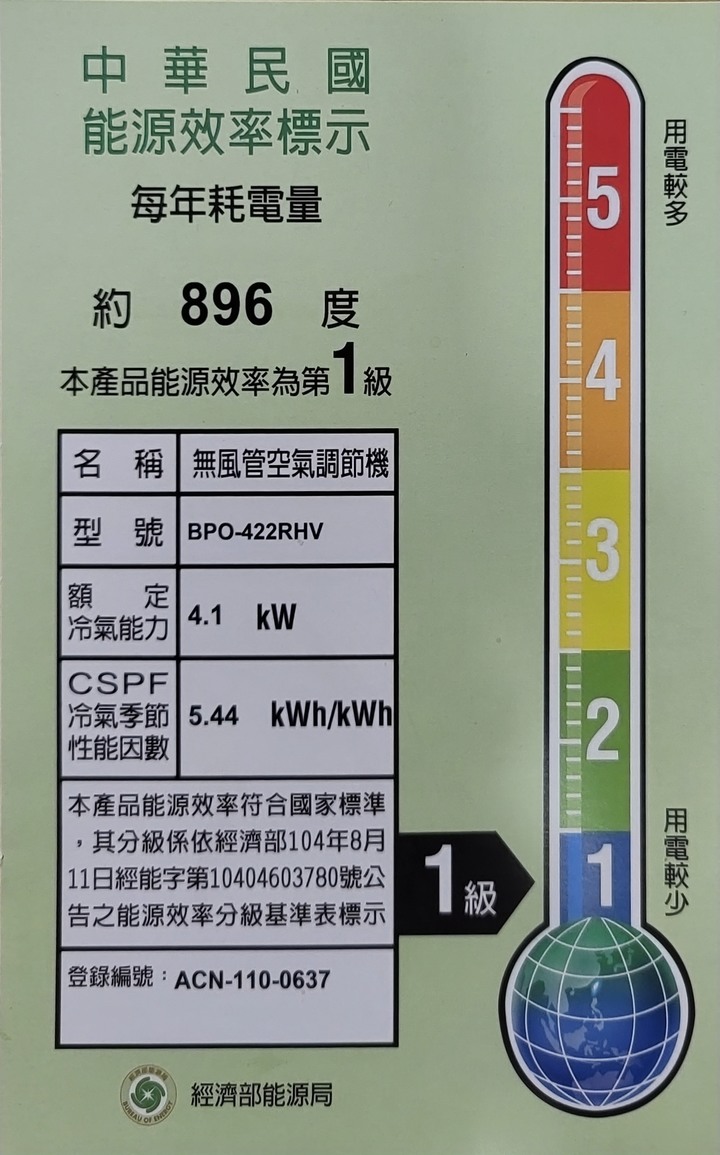 中華民國
能源效率標示
每年耗電量
約 896 度
本產品能源效率為第1級
名稱 無風管空氣調節機
型號 BPO-422RHV
額定
冷氣能力 4.1 kW
CSPF
冷氣季節
性能因數 5.44 kWh/kWh
本產品能源效率符合國家標準
，其分級係依經濟部104年8月
11日經能字第10404603780號公
告之能源效率分級基準表標示
登錄編號：ACN-110-0637
經濟部能源局
BUREAU OF ENERGY
1級
用電較多
5
4
3
2
1
用電較少